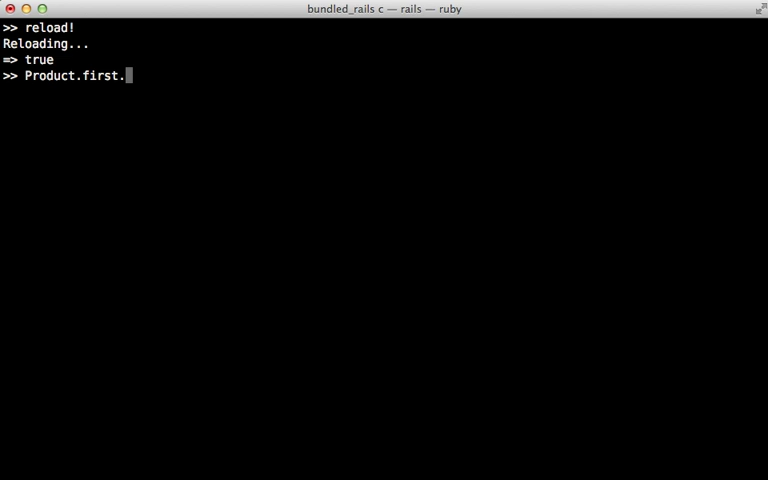 bundled_rails c — rails — ruby
>> reload!
Reloading...
=> true
>> Product.first.